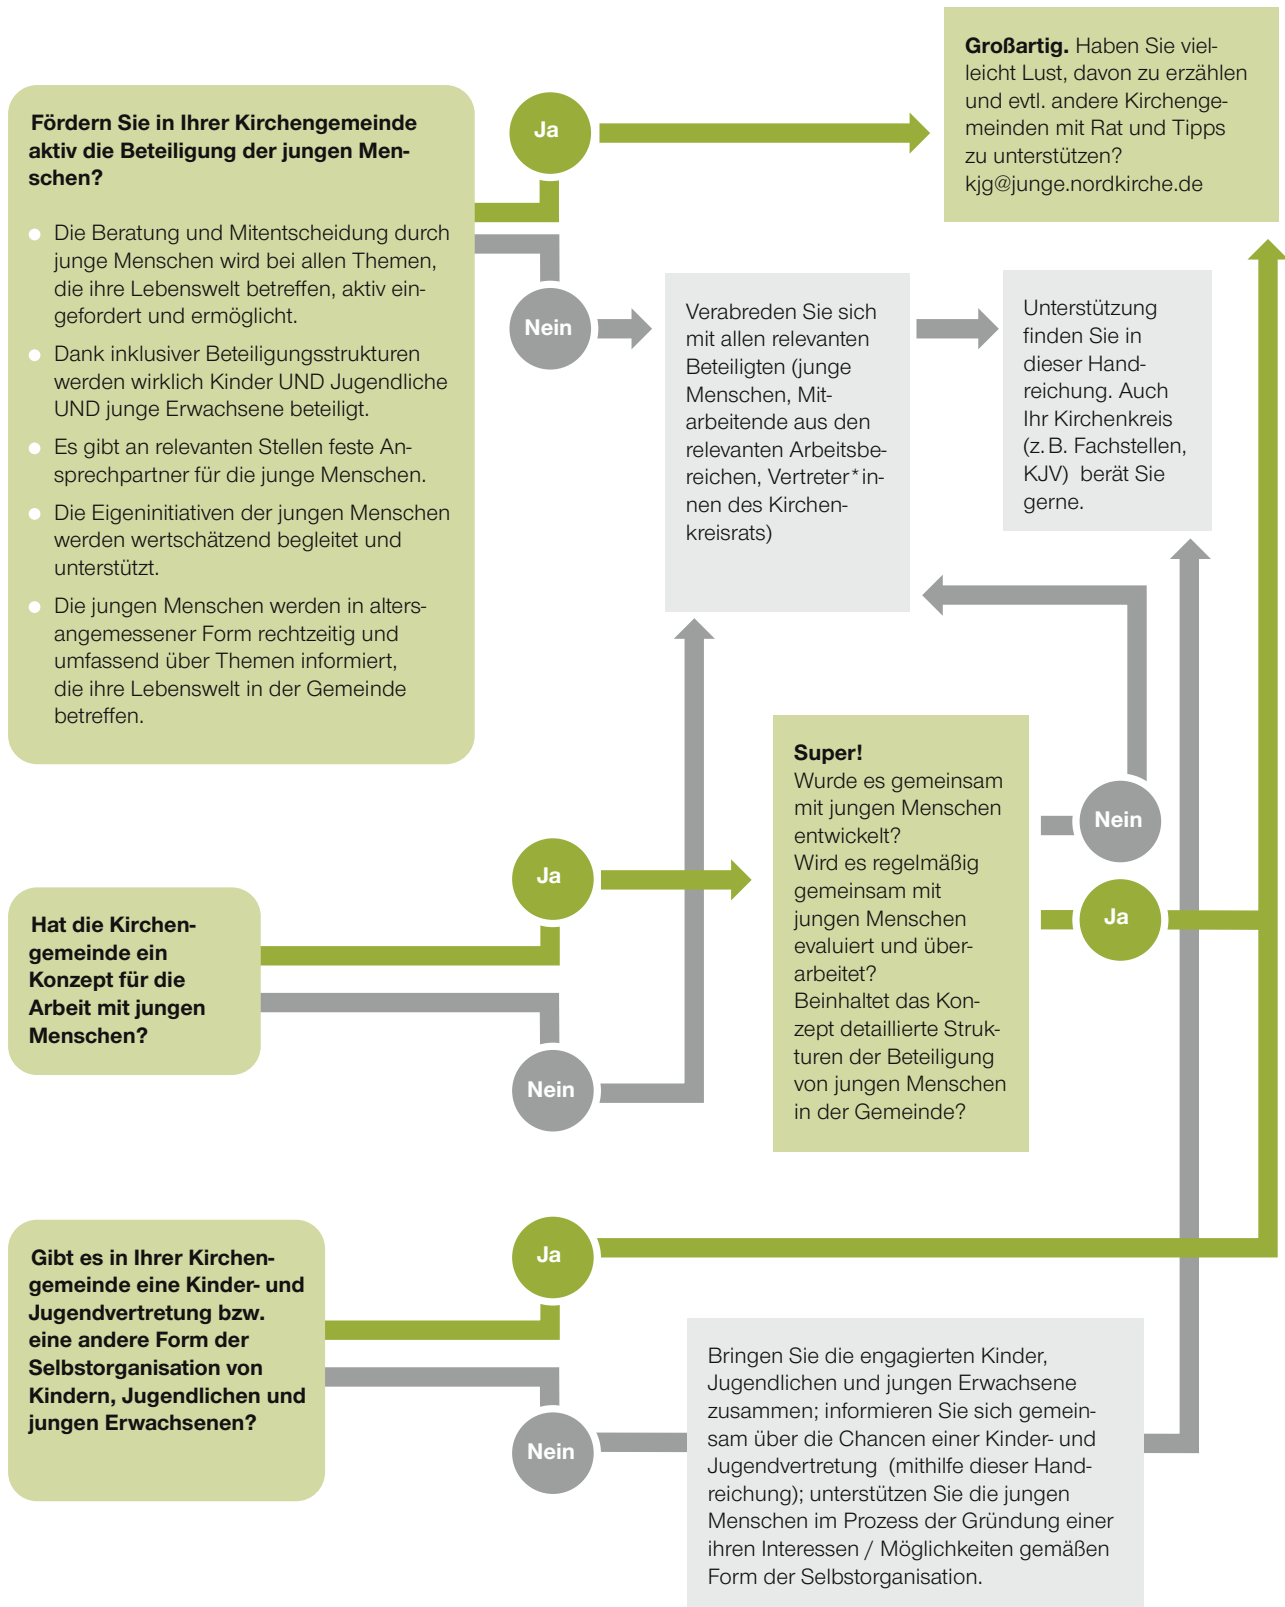 Fördern Sie in Ihrer Kirchengemeinde
aktiv die Beteiligung der jungen Men-
schen?
Die Beratung und Mitentscheidung durch
junge Menschen wird bei allen Themen,
die ihre Lebenswelt betreffen, aktiv ein-
gefordert und ermöglicht.
Dank inklusiver Beteiligungsstrukturen
werden wirklich Kinder UND Jugendliche
UND junge Erwachsene beteiligt.
Es gibt an relevanten Stellen feste An-
sprechpartner für die junge Menschen.
Die Eigeninitiativen der jungen Menschen
werden wertschätzend begleitet und
unterstützt.
Die jungen Menschen werden in alters-
angemessener Form rechtzeitig und
umfassend über Themen informiert,
die ihre Lebenswelt in der Gemeinde
betreffen.
Ja
Großartig. Haben Sie viel-
leicht Lust, davon zu erzählen
und evtl. andere Kirchenge-
meinden mit Rat und Tipps
zu unterstützen?
kjg@junge.nordkirche.de
Nein
Verabreden Sie sich
mit allen relevanten
Beteiligten (junge
Menschen, Mit-
arbeitende aus den
relevanten Arbeitsbe-
reichen, Vertreter*in-
nen des Kirchen-
kreisrats)
Unterstützung
finden Sie in
dieser Hand-
reichung. Auch
Ihr Kirchenkreis
(z. B. Fachstellen,
KJV) berät Sie
gerne.
Hat die Kirchen-
gemeinde ein
Konzept für die
Arbeit mit jungen
Menschen?
Ja
Super!
Wurde es gemeinsam
mit jungen Menschen
entwickelt?
Wird es regelmäßig
gemeinsam mit
jungen Menschen
evaluiert und über-
arbeitet?
Beinhaltet das Kon-
zept detaillierte Struk-
turen der Beteiligung
von jungen Menschen
in der Gemeinde?
Nein
Ja
Nein
Gibt es in Ihrer Kirchen-
gemeinde eine Kinder- und
Jugendvertretung bzw.
eine andere Form der
Selbstorganisation von
Kindern, Jugendlichen und
jungen Erwachsenen?
Ja
Nein
Bringen Sie die engagierten Kinder,
Jugendlichen und jungen Erwachsene
zusammen; informieren Sie sich gemein-
sam über die Chancen einer Kinder- und
Jugendvertretung (mithilfe dieser Hand-
reichung); unterstützen Sie die jungen
Menschen im Prozess der Gründung einer
ihren Interessen / Möglichkeiten gemäßen
Form der Selbstorganisation.